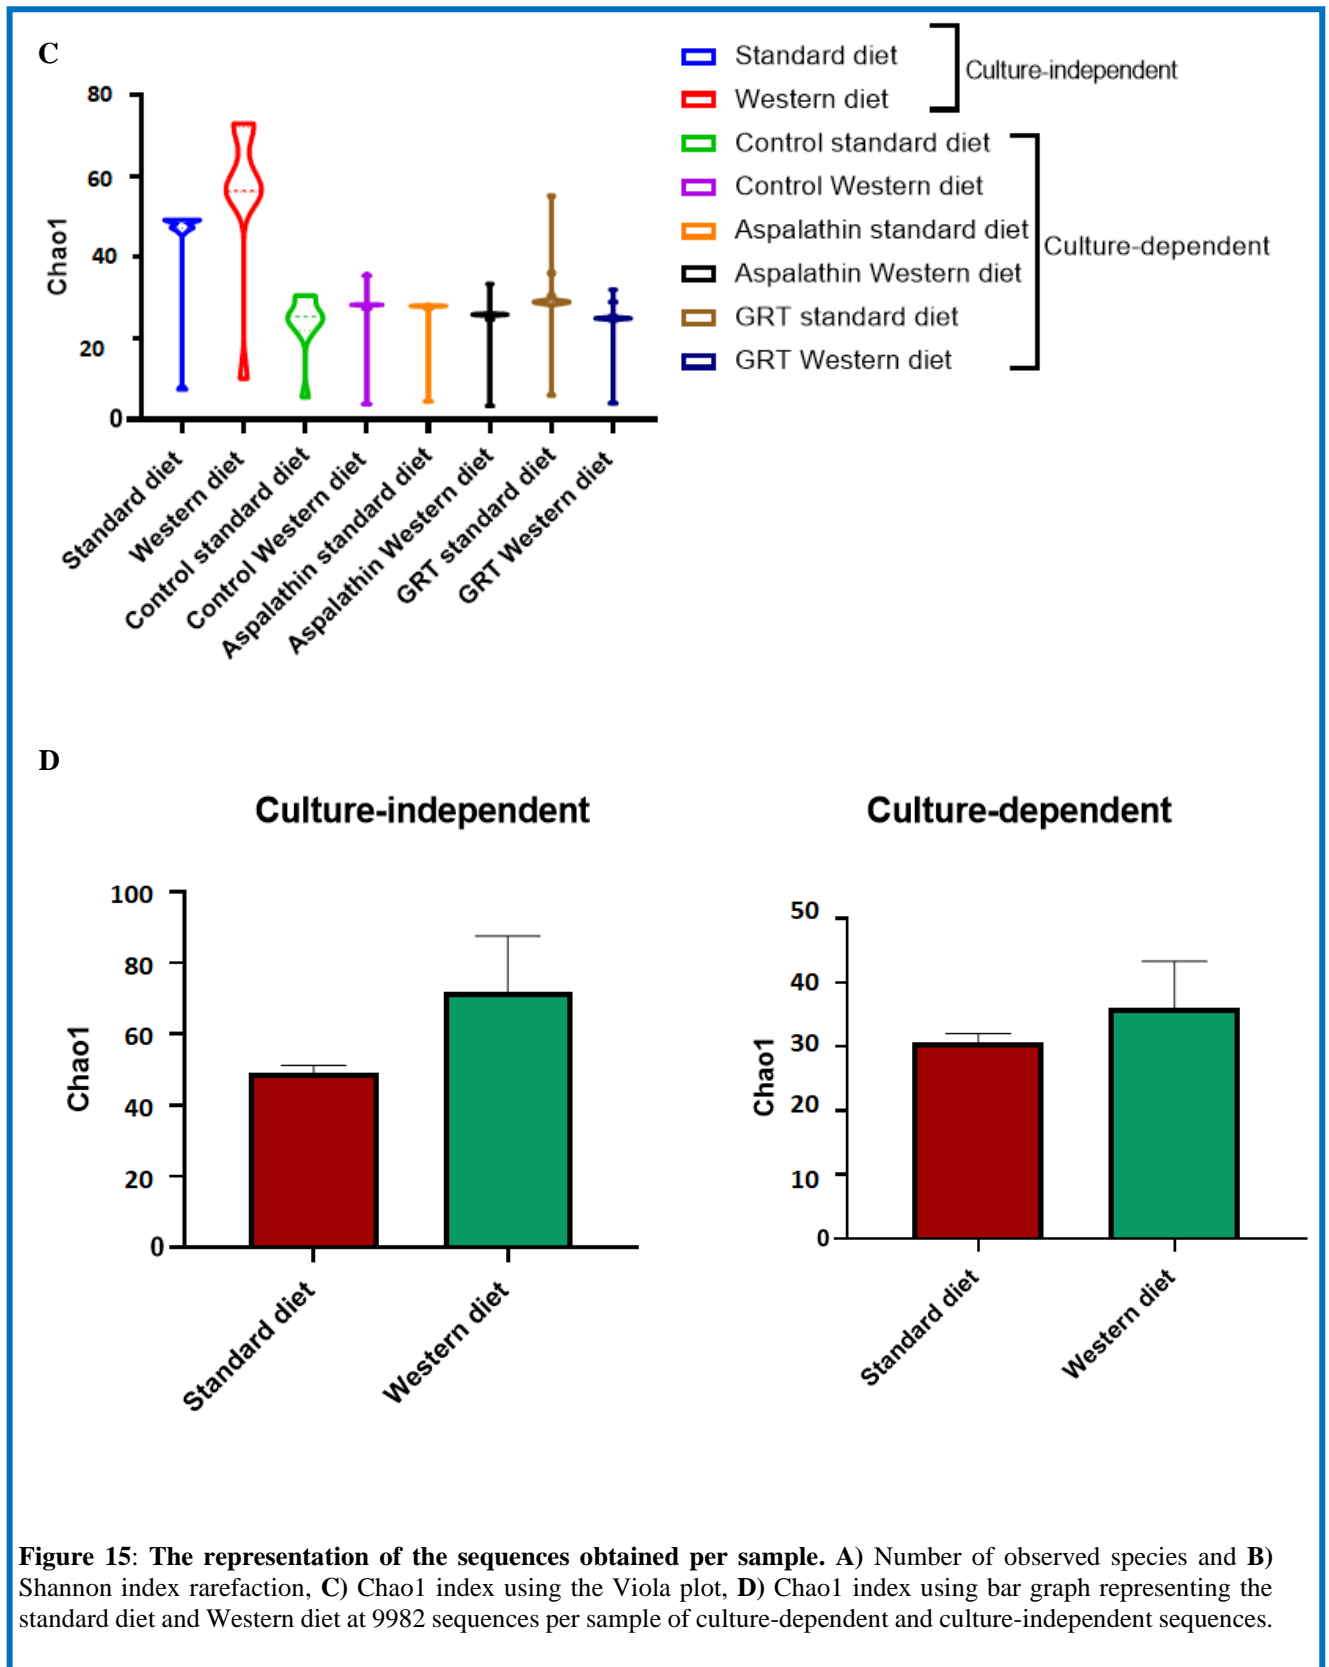 C
Standard diet
Western diet
Culture-independent
Control standard diet
Control Western diet
Aspalathin standard diet
Aspalathin Western diet
GRT standard diet
GRT Western diet
Culture-dependent
Chao1
80
60
40
20
0
Standard diet
Western diet
Control standard diet
Control Western diet
Aspalathin standard diet
Aspalathin Western diet
GRT standard diet
GRT Western diet
D
Culture-independent
Chao1
100
80
60
40
20
0
Standard diet
Western diet
Culture-dependent
Chao1
50
40
30
20
10
0
Standard diet
Western diet
Figure 15: The representation of the sequences obtained per sample. A) Number of observed species and B)
Shannon index rarefaction, C) Chao1 index using the Viola plot, D) Chao1 index using bar graph representing the
standard diet and Western diet at 9982 sequences per sample of culture-dependent and culture-independent sequences.